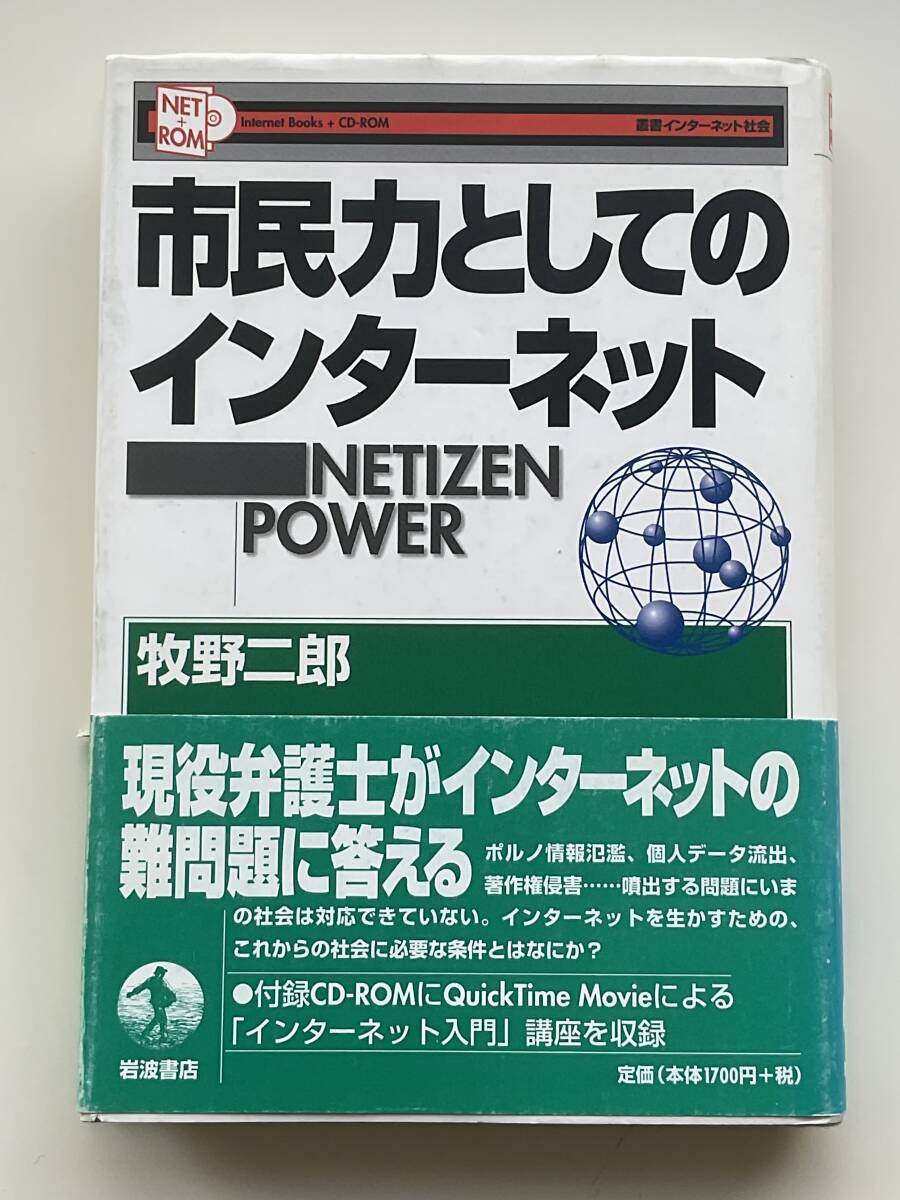 NET
+
ROM
Internet Books + CD-ROM
叢書インターネット社会
市民力としての
インターネット
NETIZEN
POWER
牧野二郎
現役弁護士がインターネットの
難問題に答える
ポルノ情報氾濫、個人データ流出、
著作権侵害……噴出する問題にいま
の社会は対応できていない。インターネットを生かすための、
これからの社会に必要な条件とはなにか？
●付録CD-ROMにQuickTime Movieによる
「インターネット入門」講座を収録
岩波書店
定価（本体1700円＋税）